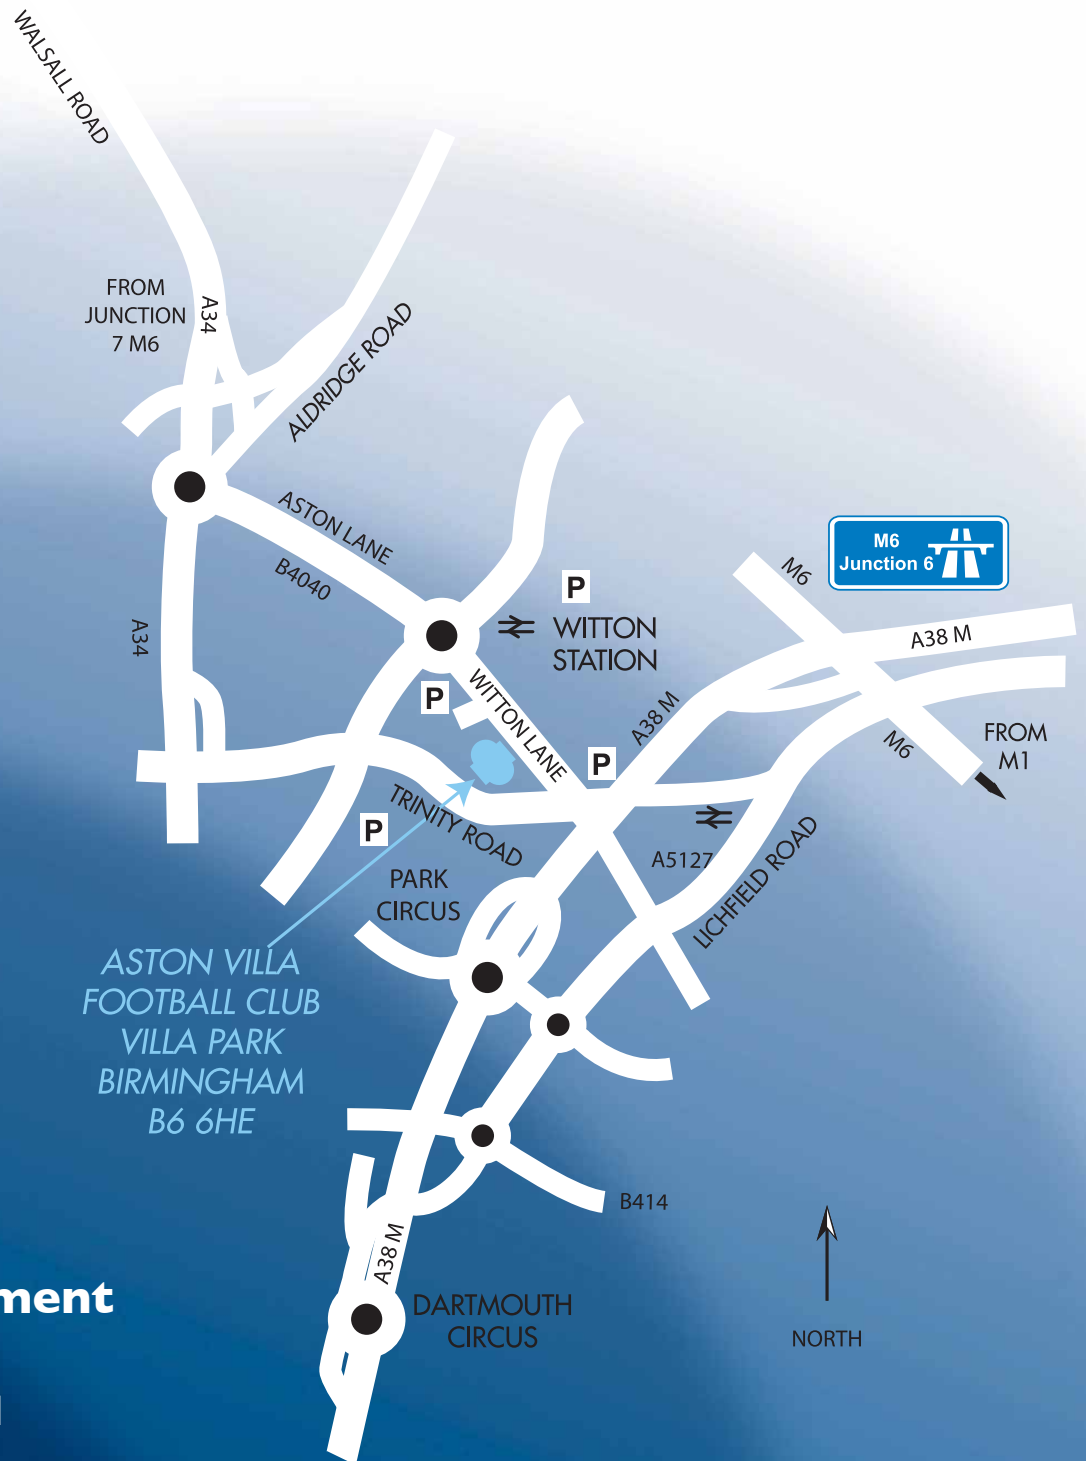 WALSALL ROAD
FROM
JUNCTION
7 M6
A34
ALDRIDGE ROAD
ASTON LANE
B4040
A34
P
WITTON
STATION
M6
Junction 6
M6
A38 M
A38 M
FROM
M1
M6
P
WITTON LANE
P
P
TRINITY ROAD
A5127
LICHFIELD ROAD
PARK
CIRCUS
ASTON VILLA
FOOTBALL CLUB
VILLA PARK
BIRMINGHAM
B6 6HE
B414
A38 M
DARTMOUTH
CIRCUS
NORTH
ment